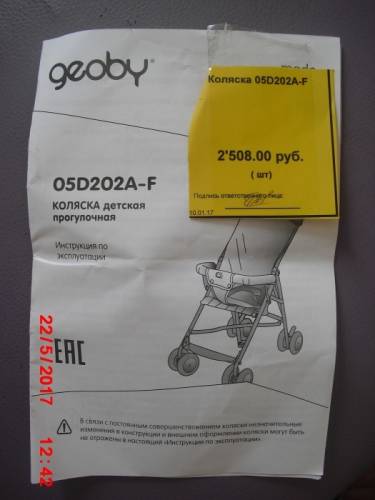 geoby
Коляска 05D202A-F
2'508.00 руб.
( шт)
Подпись ответственного лица:
10.01.17
05D202A-F
КОЛЯСКА детская
прогулочная
Инструкция по
эксплуатации
EAC
В связи с постоянным совершенствованием коляски незначительные
изменения в конструкции и внешнем оформлении коляски могут быть
не отражены в настоящей «Инструкции по эксплуатации».
22/5/2017 12:42